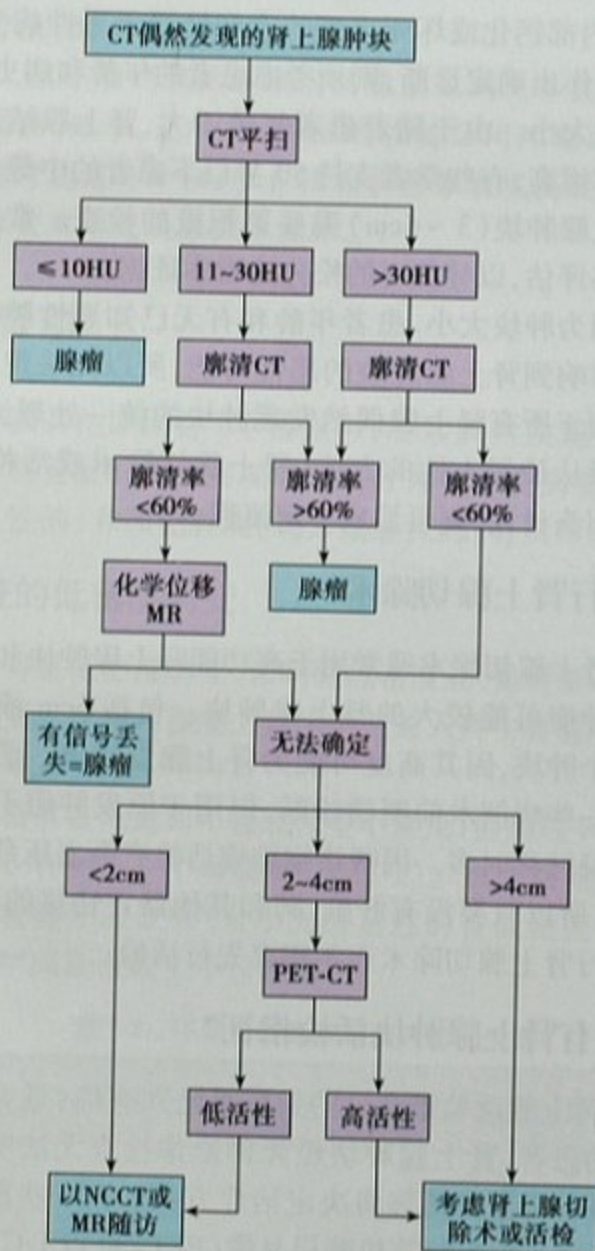 CT偶然发现的肾上腺肿块
CT平扫
≤10HU
11~30HU
>30HU
腺瘤
廓清CT
廓清CT
廓清率
<60%
廓清率
>60%
廓清率
<60%
化学位移
MR
腺瘤
有信号丢
失=腺瘤
无法确定
<2cm
2~4cm
>4cm
PET-CT
低活性
高活性
以NCCT或
MR随访
考虑肾上腺切
除术或活检